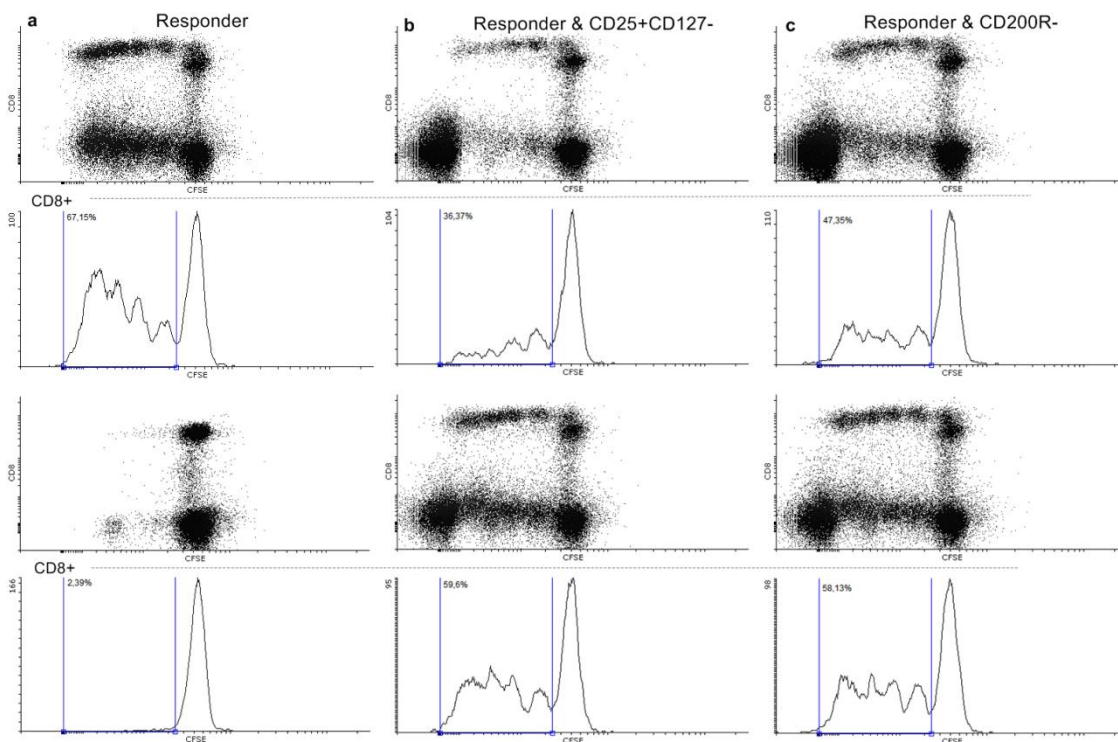 a Responder
b Responder & CD25+CD127-
c Responder & CD200R-
CD8 CD8 CD8
CFSE CFSE CFSE
CD8+
100 67,15% 104 36,37% 110 47,35%
CFSE CFSE CFSE
CD8 CD8 CD8
CFSE CFSE CFSE
CD8+
166 2,39% 95 59,6% 98 58,13%
CFSE CFSE CFSE